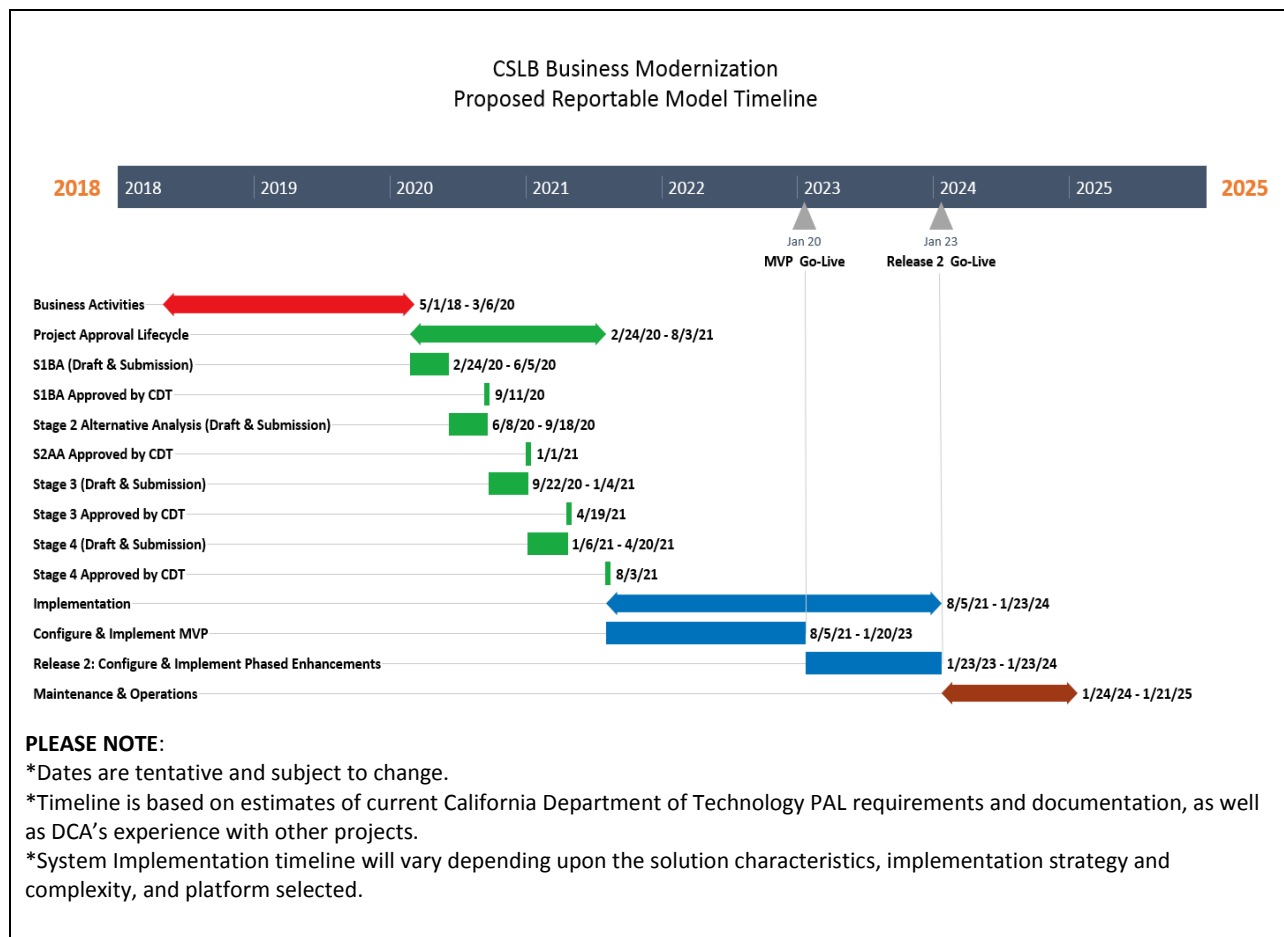 CSLB Business Modernization
Proposed Reportable Model Timeline
2018 2018 2019 2020 2021 2022 2023 2024 2025 2025
Jan 20 Jan 23
MVP Go-Live Release 2 Go-Live
Business Activities 5/1/18 - 3/6/20
Project Approval Lifecycle 2/24/20 - 8/3/21
S1BA (Draft & Submission) 2/24/20 - 6/5/20
S1BA Approved by CDT 9/11/20
Stage 2 Alternative Analysis (Draft & Submission) 6/8/20 - 9/18/20
S2AA Approved by CDT 1/1/21
Stage 3 (Draft & Submission) 9/22/20 - 1/4/21
Stage 3 Approved by CDT 4/19/21
Stage 4 (Draft & Submission) 1/6/21 - 4/20/21
Stage 4 Approved by CDT 8/3/21
Implementation 8/5/21 - 1/23/24
Configure & Implement MVP 8/5/21 - 1/20/23
Release 2: Configure & Implement Phased Enhancements 1/23/23 - 1/23/24
Maintenance & Operations 1/24/24 - 1/21/25
PLEASE NOTE:
*Dates are tentative and subject to change.
*Timeline is based on estimates of current California Department of Technology PAL requirements and documentation, as well
as DCA’s experience with other projects.
*System Implementation timeline will vary depending upon the solution characteristics, implementation strategy and
complexity, and platform selected.